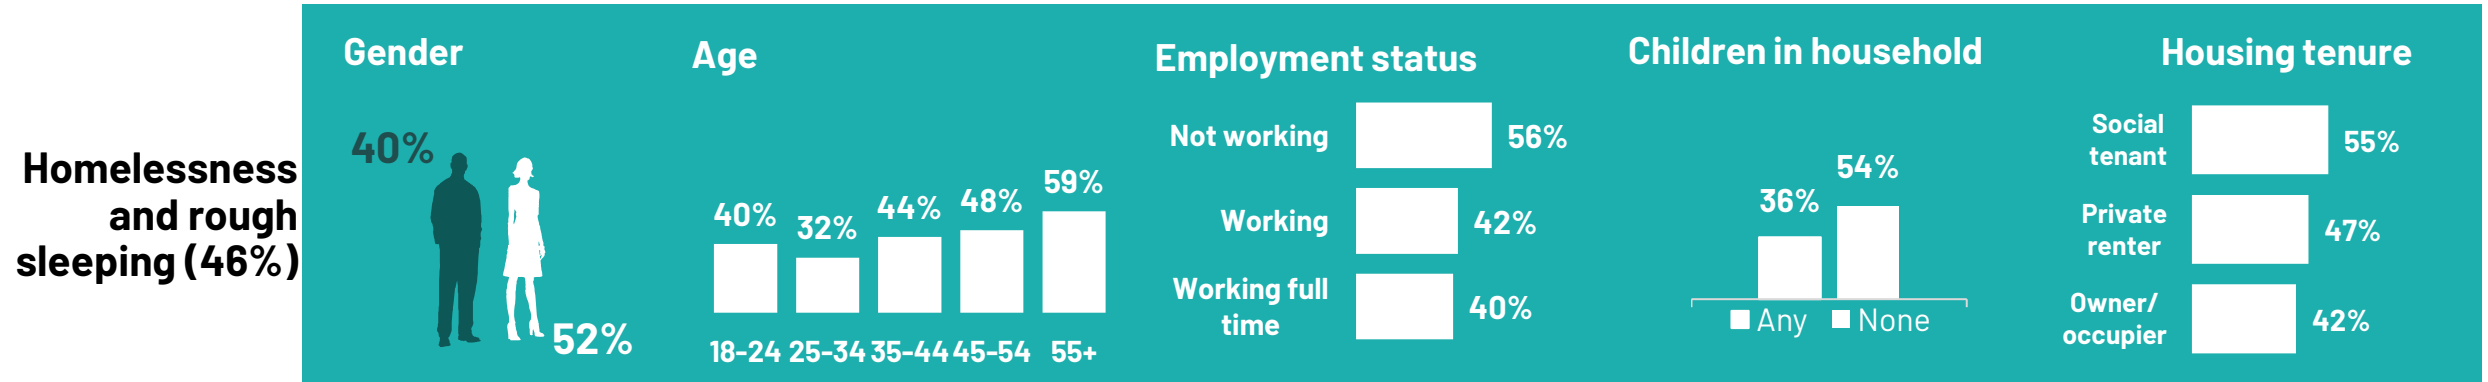 Homelessness
and rough
sleeping (46%)
Gender
40%
52%
Age
40%
32%
44%
48%
59%
18-24 25-34 35-44 45-54 55+
Employment status
Not working
56%
Working
42%
Working full
time
40%
Children in household
36%
54%
Any None
Housing tenure
Social
tenant
55%
Private
renter
47%
Owner/
occupier
42%